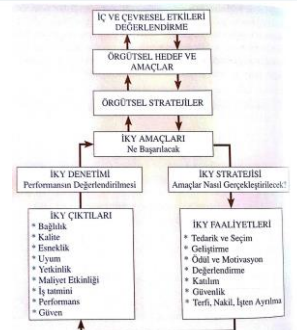 İÇ VE ÇEVRESEL ETKİLERİ
DEĞERLENDİRME
ÖRGÜTSEL HEDEF VE
AMAÇLAR
ÖRGÜTSEL STRATEJİLER
İKY AMAÇLARI
Ne Başarılacak
İKY DENETİMİ
Performansın Değerlendirilmesi
İKY STRATEJİSİ
Amaçlar Nasıl Gerçekleştirilecek!
İKY ÇIKTILARI
* Bağlılık
* Kalite
* Esneklik
* Uyum
* Yetkinlik
* Maliyet Etkinliği
* İş tatmini
* Performans
* Güven
İKY FAALİYETLERİ
* Tedarik ve Seçim
* Geliştirme
* Ödül ve Motivasyon
* Değerlendirme
* Katılım
* Güvenlik
* Terfi, Nakil, İşten Ayrılma